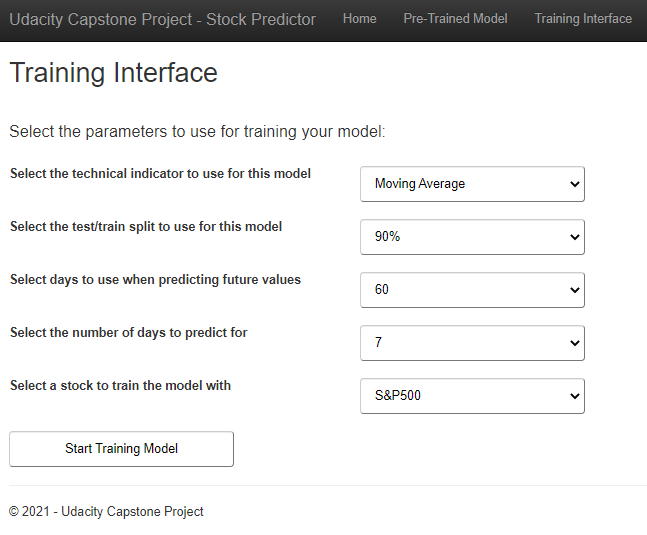 Udacity Capstone Project - Stock Predictor Home Pre-Trained Model Training Interface
Training Interface
Select the parameters to use for training your model:
Select the technical indicator to use for this model Moving Average
Select the test/train split to use for this model 90%
Select days to use when predicting future values 60
Select the number of days to predict for 7
Select a stock to train the model with S&P500
Start Training Model
© 2021 - Udacity Capstone Project